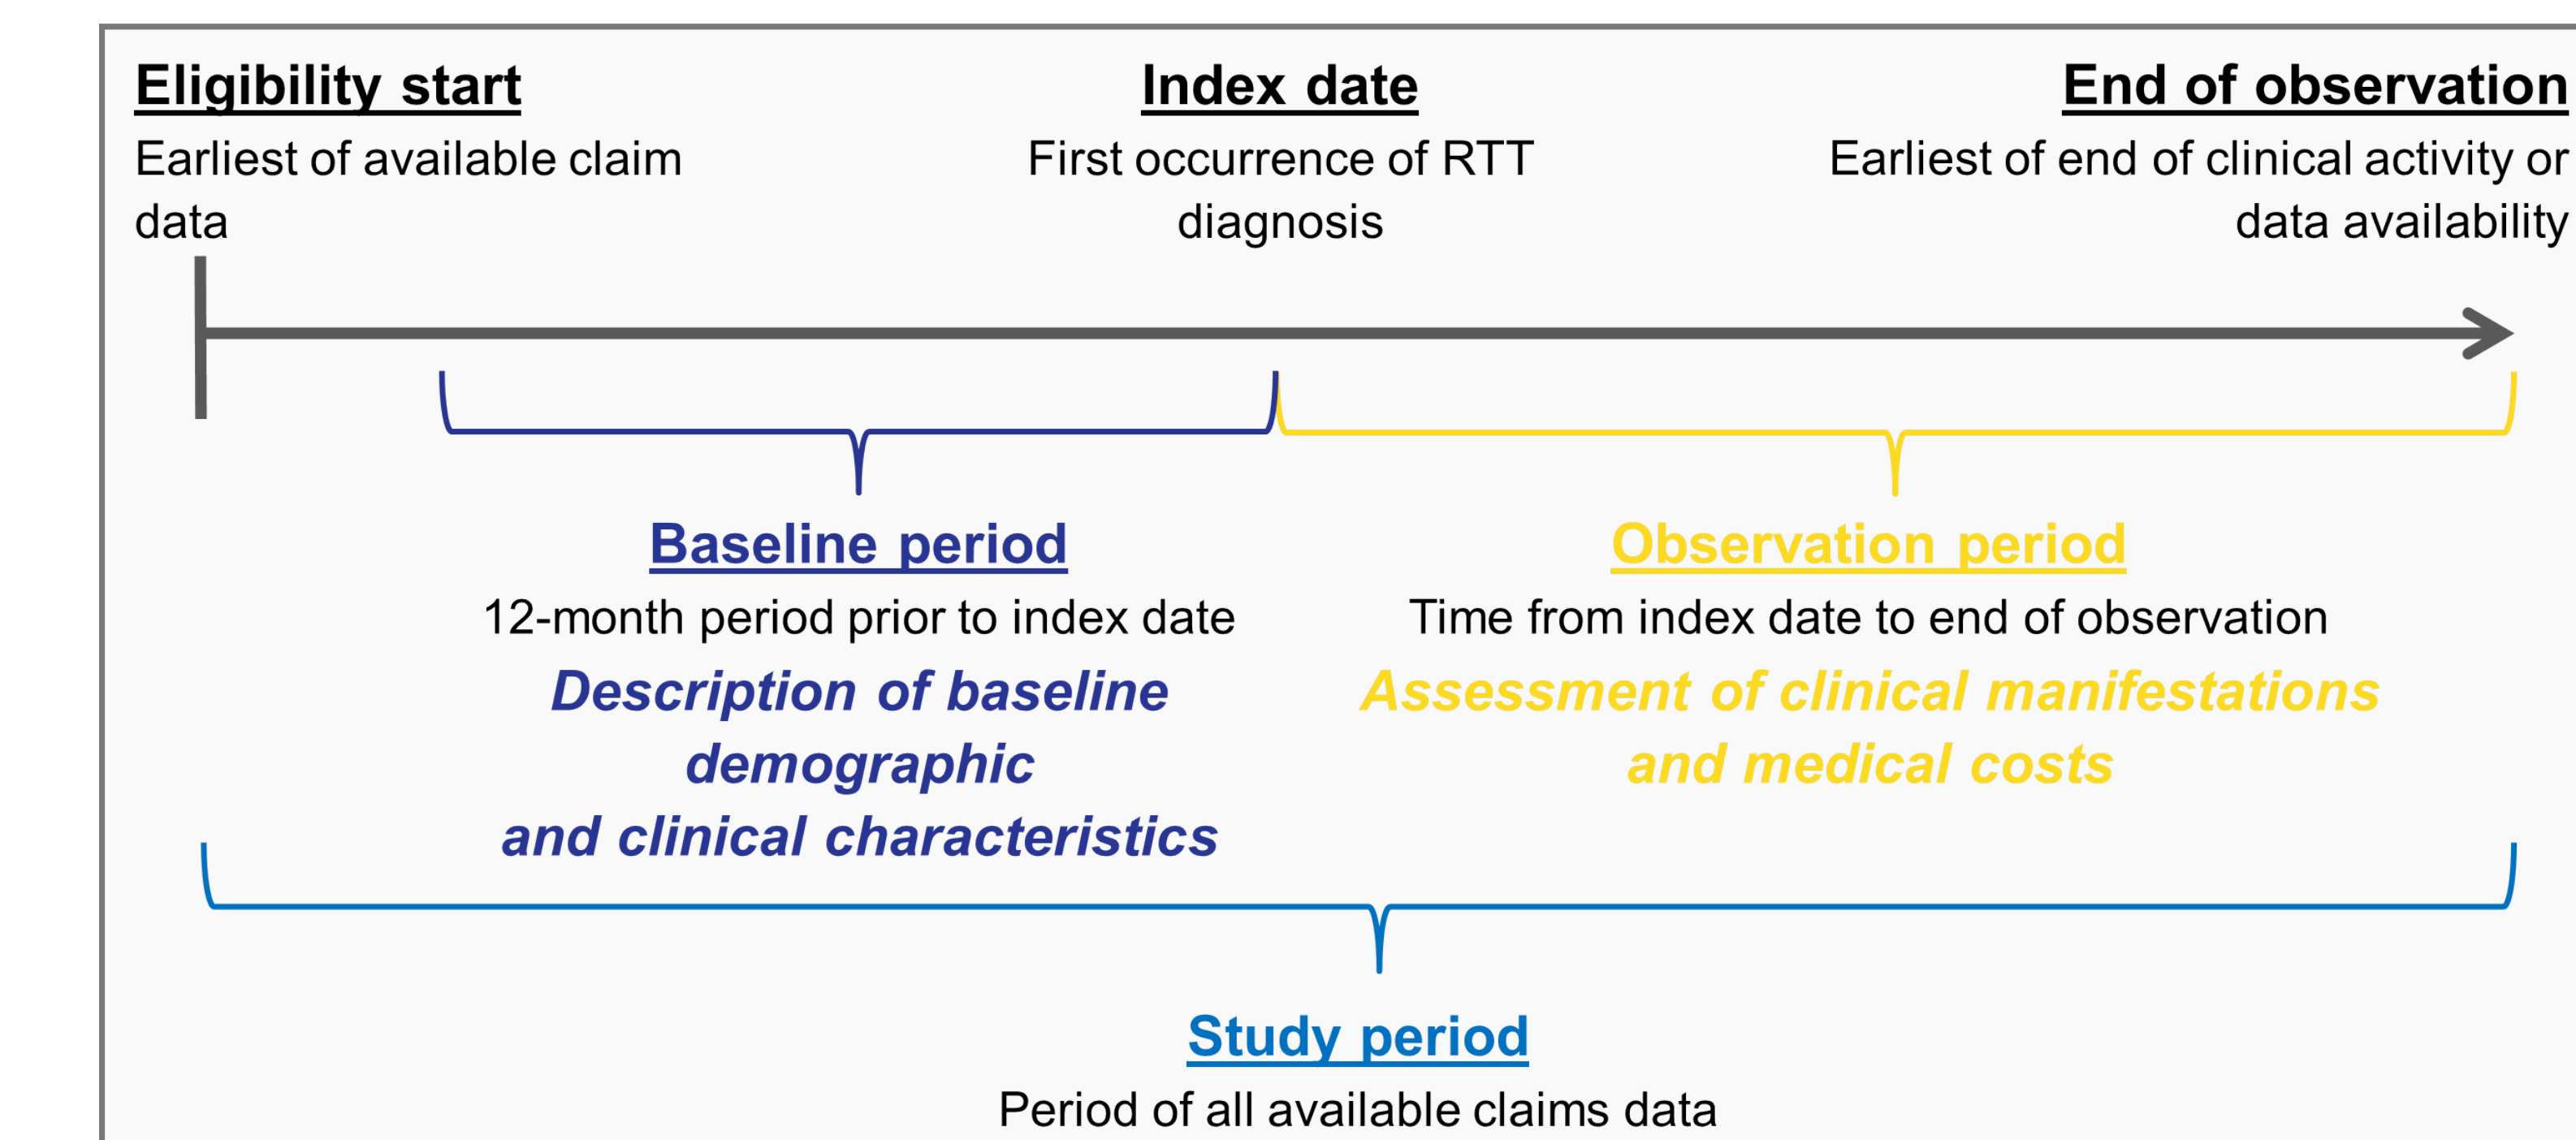 Eligibility start
Earliest of available claim
data
Index date
First occurrence of RTT
diagnosis
End of observation
Earliest of end of clinical activity or
data availability
Baseline period
12-month period prior to index date
Description of baseline
demographic
and clinical characteristics
Observation period
Time from index date to end of observation
Assessment of clinical manifestations
and medical costs
Study period
Period of all available claims data